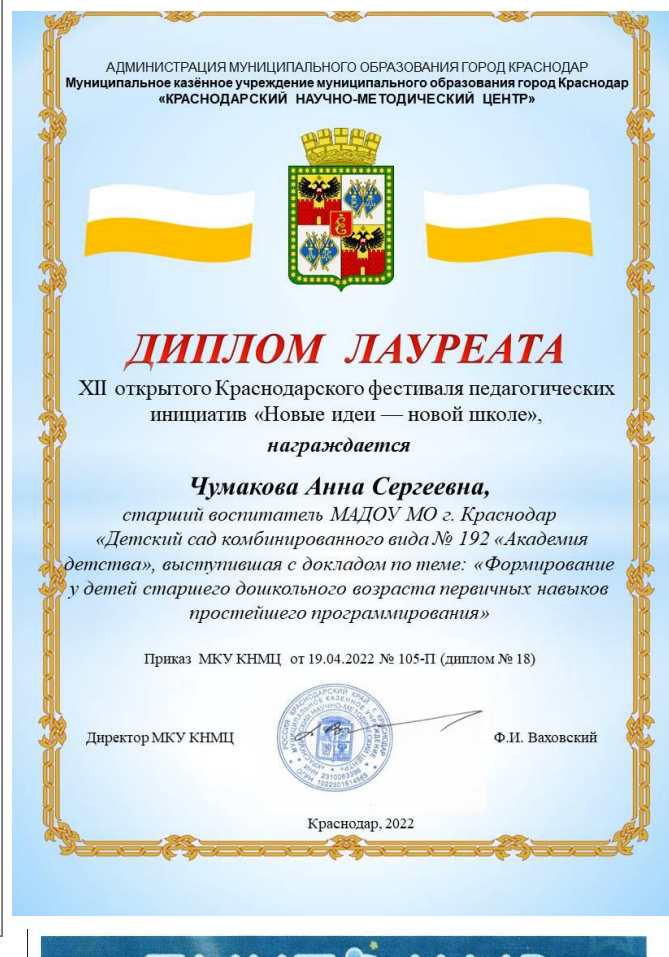 АДМИНИСТРАЦИЯ МУНИЦИПАЛЬНОГО ОБРАЗОВАНИЯ ГОРОД КРАСНОДАР
Муниципальное казённое учреждение муниципального образования город Краснодар
«КРАСНОДАРСКИЙ НАУЧНО-МЕТОДИЧЕСКИЙ ЦЕНТР»
ДИПЛОМ ЛАУРЕАТА
XII открытого Краснодарского фестиваля педагогических
инициатив «Новые идеи — новой школе»,
награждается
Чумакова Анна Сергеевна,
старший воспитатель МАДОУ МО г. Краснодар
«Детский сад комбинированного вида № 192 «Академия
детства», выступившая с докладом по теме: «Формирование
у детей старшего дошкольного возраста первичных навыков
простейшего программирования»
Приказ МКУ КНМЦ от 19.04.2022 № 105-П (диплом № 18)
Директор МКУ КНМЦ
Ф.И. Ваховский
Краснодар, 2022